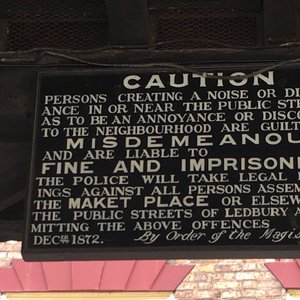 CAUTION
PERSONS CREATING A NOISE OR DI
ANCE IN OR NEAR THE PUBLIC STR
AS TO BE AN ANNOYANCE OR DISCO
TO THE NEIGHBOURHOOD ARE GUILT
MISDEMEANOU
AND ARE LIABLE TO
FINE AND IMPRISON
THE POLICE WILL TAKE LEGAL
INGS AGAINST ALL PERSONS ASSEM
THE MAKET PLACE OR ELSEW
THE PUBLIC STREETS OF LEDBURY
MITTING THE ABOVE OFFENCES
DEC 1872. By Order of the Magis